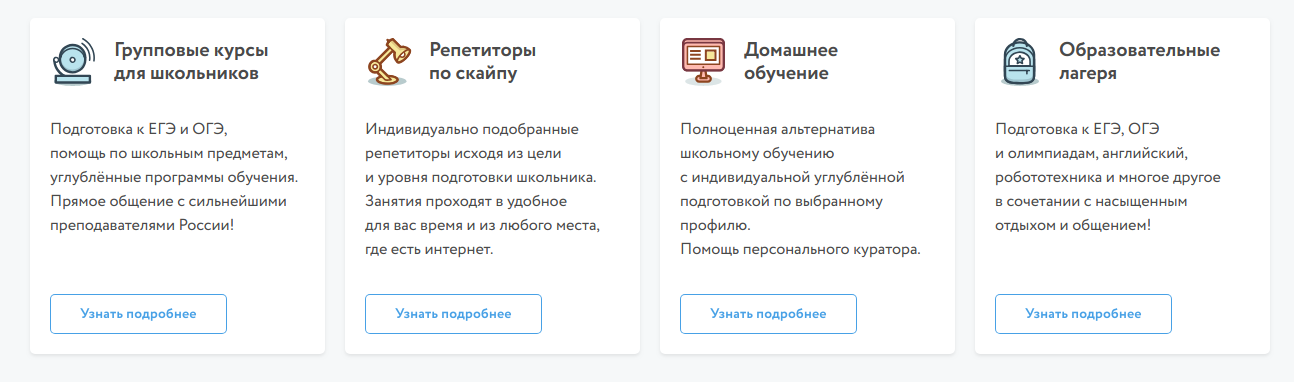 Групповые курсы
для школьников
Подготовка к ЕГЭ и ОГЭ,
помощь по школьным предметам,
углублённые программы обучения.
Прямое общение с сильнейшими
преподавателями России!
Узнать подробнее
Репетиторы
по скайпу
Индивидуально подобранные
репетиторы исходя из цели
и уровня подготовки школьника.
Занятия проходят в удобное
для вас время и из любого места,
где есть интернет.
Узнать подробнее
Домашнее
обучение
Полноценная альтернатива
школьному обучению
с индивидуальной углублённой
подготовкой по выбранному
профилю.
Помощь персонального куратора.
Узнать подробнее
Образовательные
лагеря
Подготовка к ЕГЭ, ОГЭ
и олимпиадам, английский,
робототехника и многое другое
в сочетании с насыщенным
отдыхом и общением!
Узнать подробнее